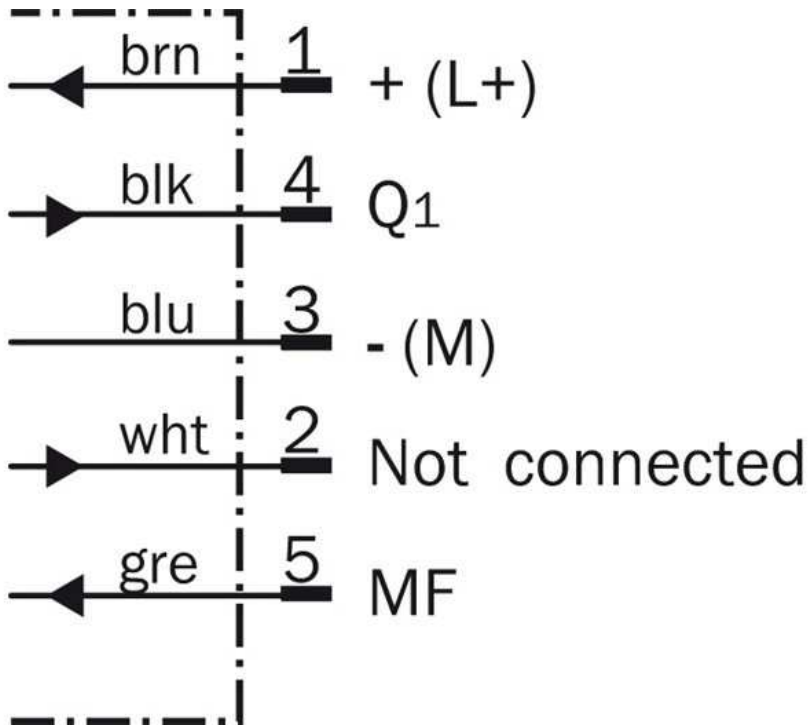 brn 1 + (L+)
blk 4 Q1
blu 3 - (M)
wht 2 Not connected
gre 5 MF